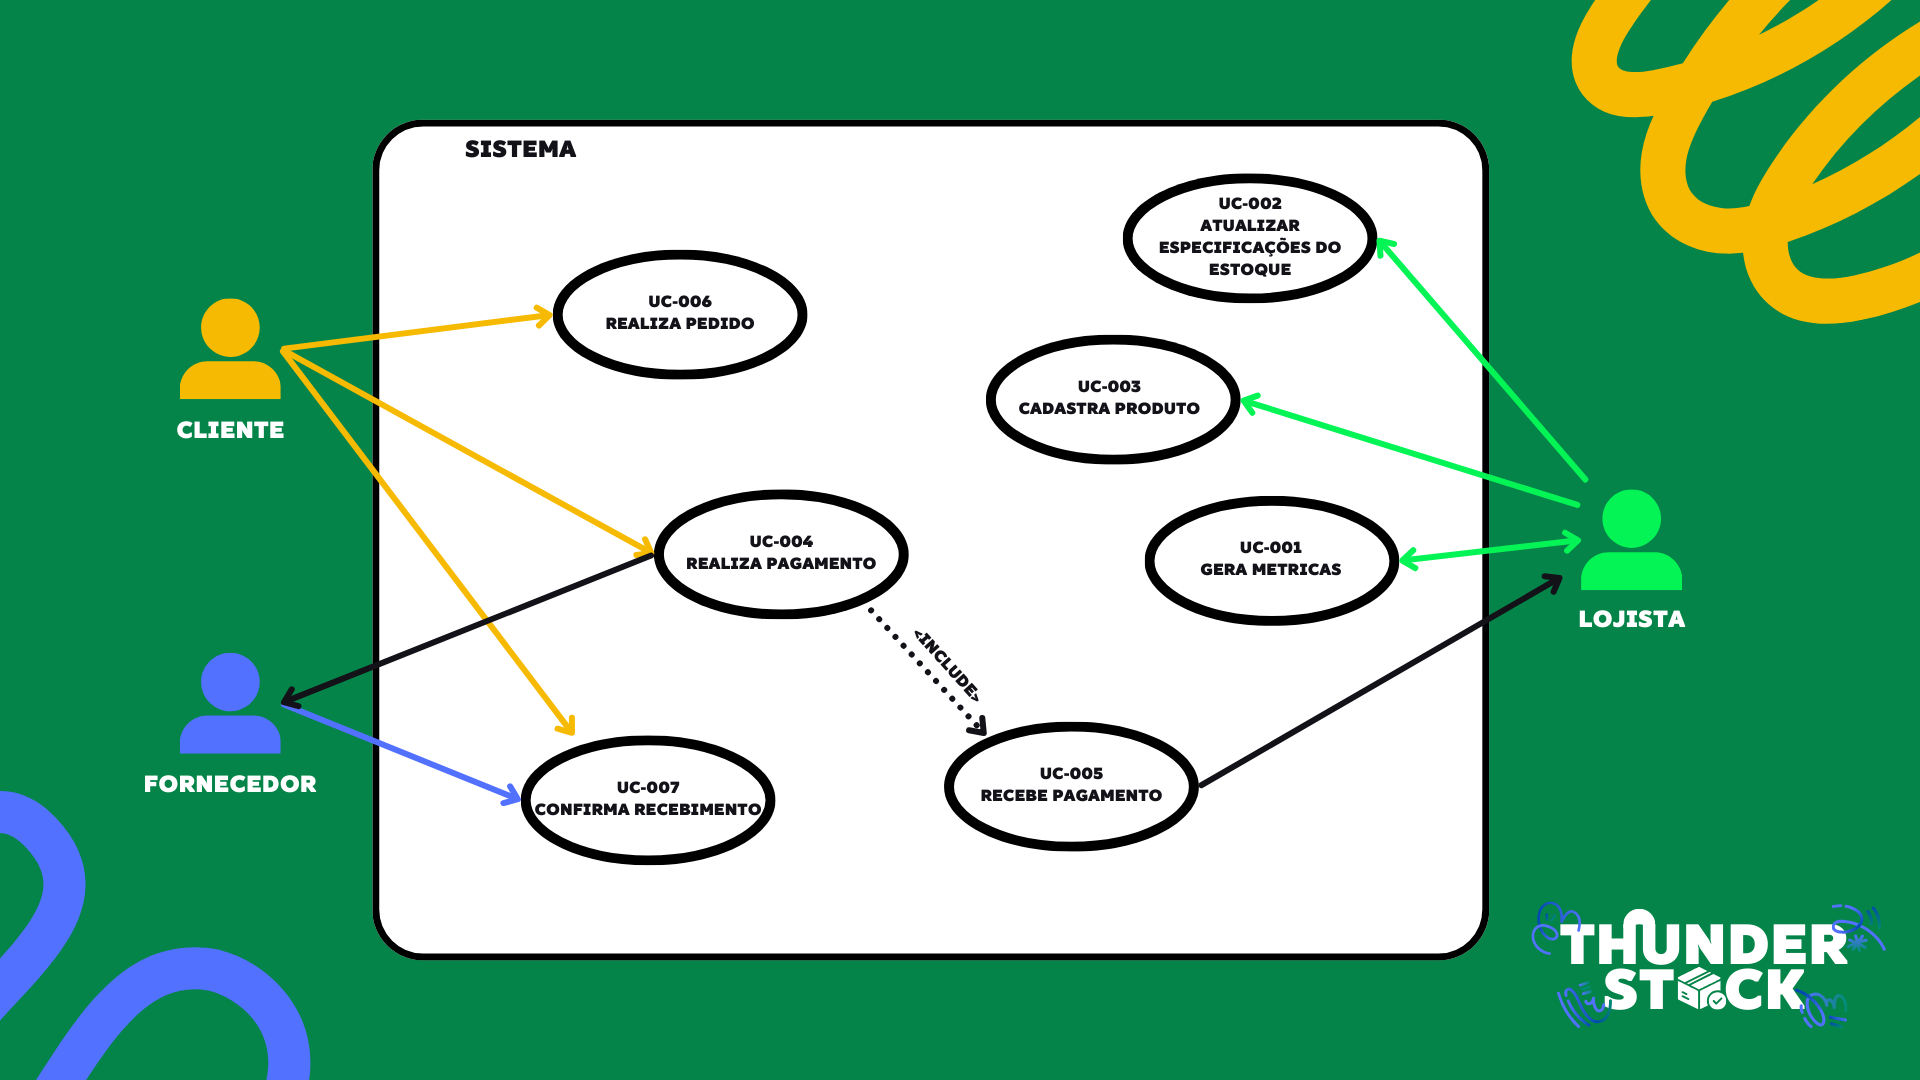 SISTEMA
UC-002
ATUALIZAR
ESPECIFICAÇÕES DO
ESTOQUE
UC-006
REALIZA PEDIDO
UC-003
CADASTRA PRODUTO
CLIENTE
UC-004
REALIZA PAGAMENTO
UC-001
GERA METRICAS
LOJISTA
<INCLUDE>
FORNECEDOR
UC-007
CONFIRMA RECEBIMENTO
UC-005
RECEBE PAGAMENTO
THUNDER
STOCK